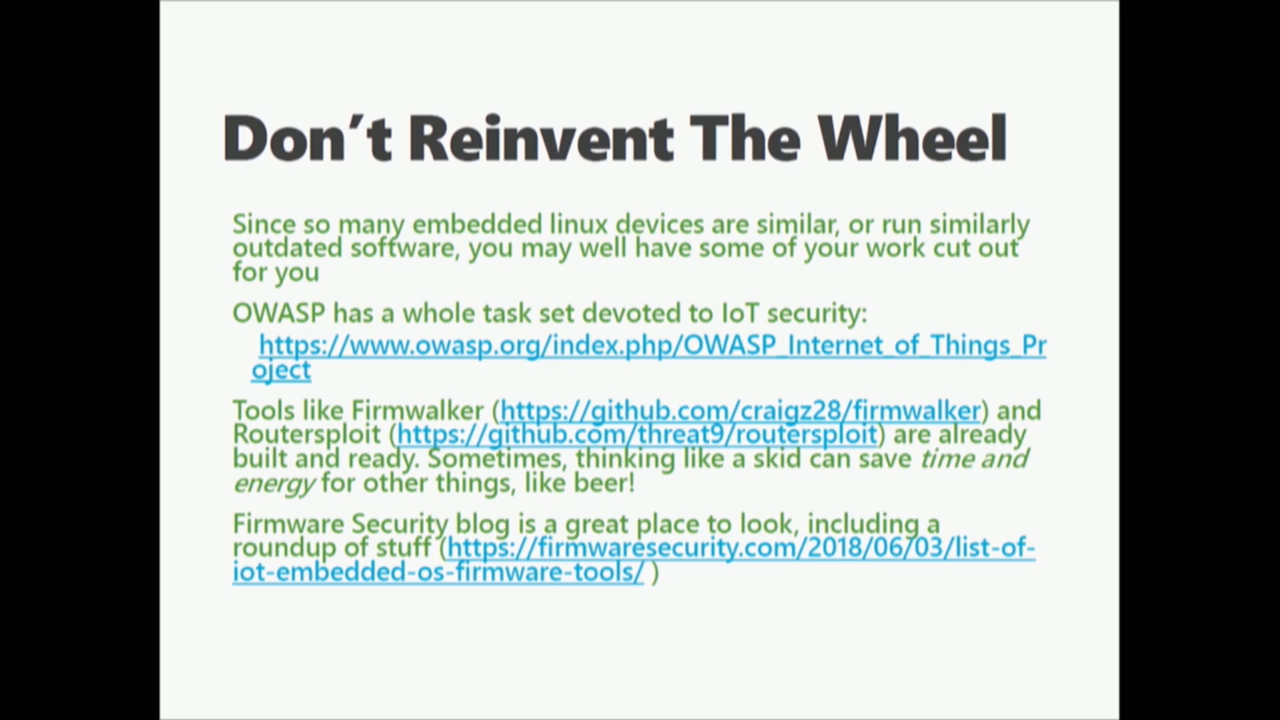 Don't Reinvent The Wheel
Since so many embedded linux devices are similar, or run similarly
outdated software, you may well have some of your work cut out
for you
OWASP has a whole task set devoted to IoT security:
https://www.owasp.org/index.php/OWASP_Internet_of_Things_Pr
oject
Tools like Firmwalker (https://github.com/craigz28/firmwalker) and
Routersploit (https://github.com/threat9/routersploit) are already
built and ready. Sometimes, thinking like a skid can save time and
energy for other things, like beer!
Firmware Security blog is a great place to look, including a
roundup of stuff (https://firmwaresecurity.com/2018/06/03/list-of-
iot-embedded-os-firmware-tools/ )